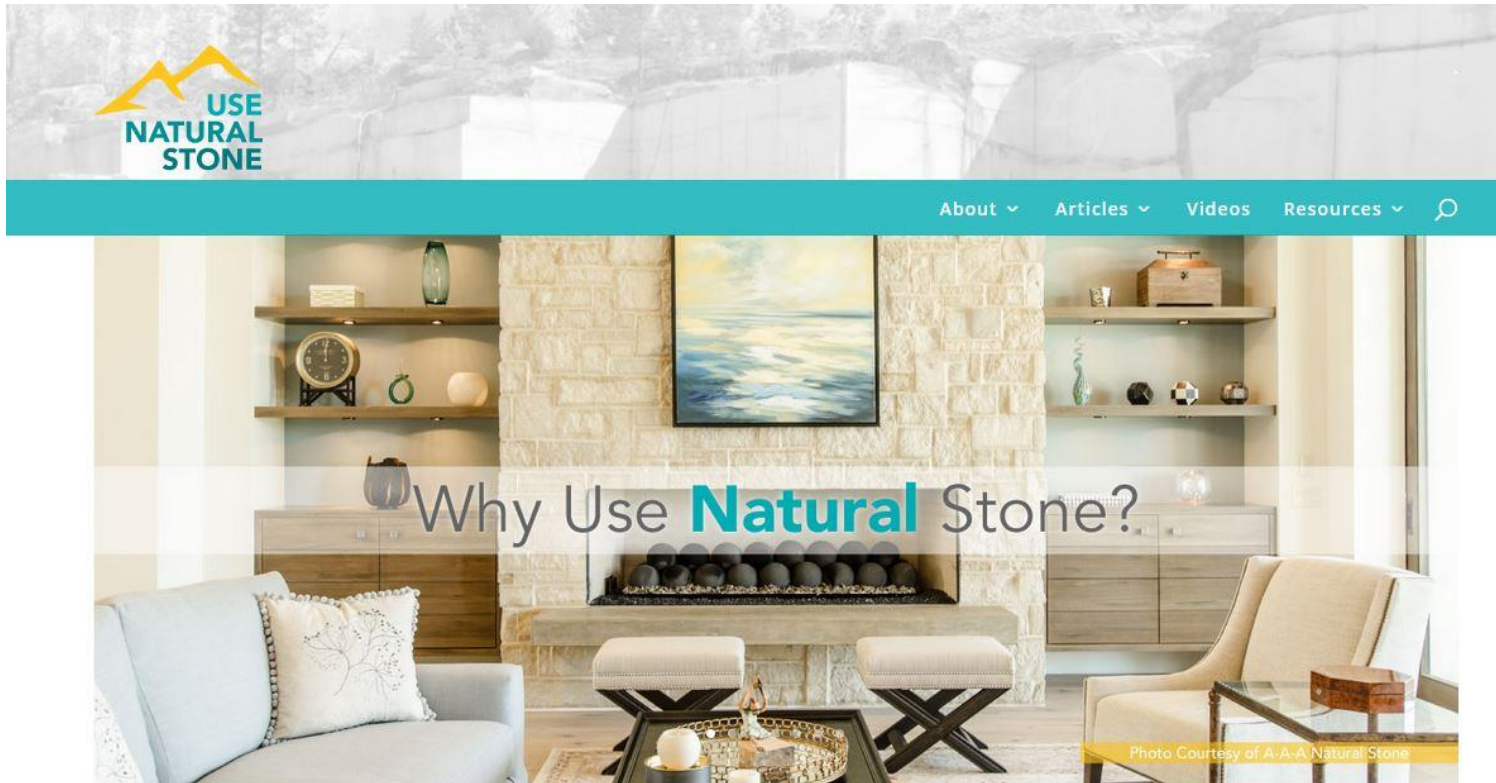 USE
NATURAL
STONE
About
Articles
Videos
Resources
Why Use Natural Stone?
Photo Courtesy of A-A-A Natural Stone